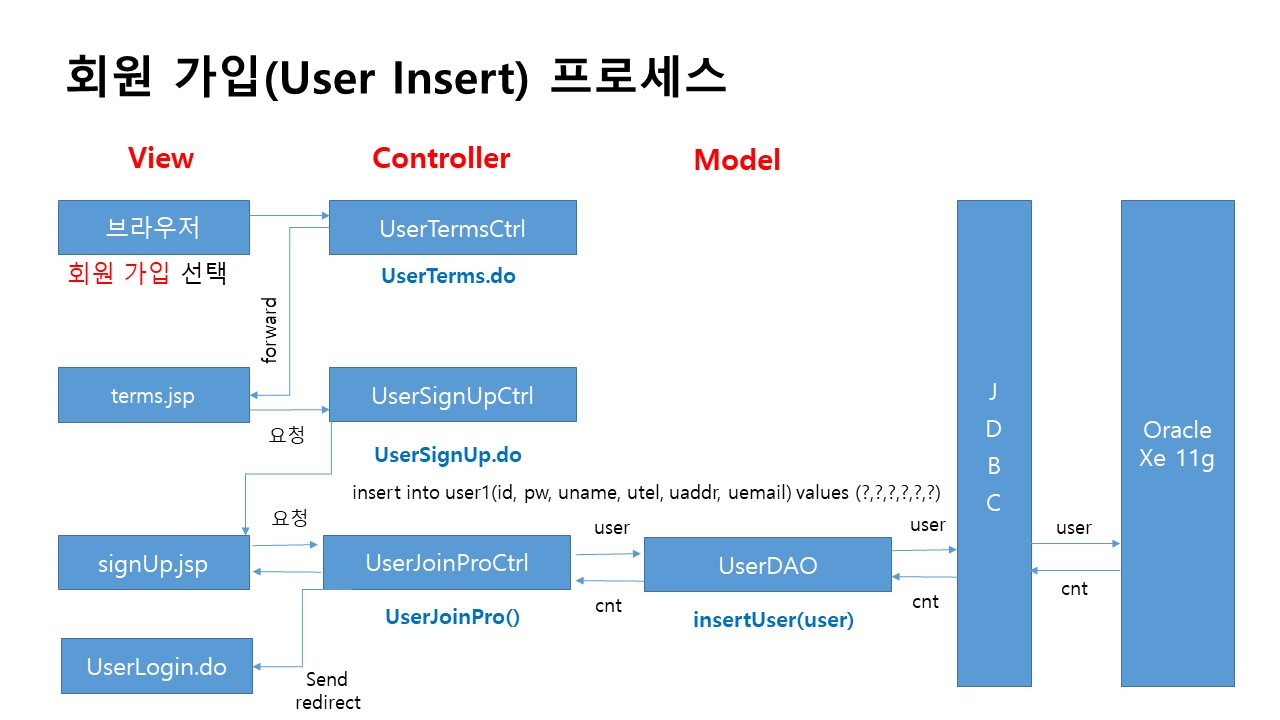 회원 가입(User Insert) 프로세스
View
Controller
Model
브라우저
UserTermsCtrl
회원 가입 선택
UserTerms.do
forward
terms.jsp
UserSignUpCtrl
요청
UserSignUp.do
insert into user1(id, pw, uname, utel, uaddr, uemail) values (?,?,?,?,?,?)
요청
user
user
user
signUp.jsp
UserJoinProCtrl
UserDAO
cnt
cnt
cnt
UserJoinPro()
insertUser(user)
UserLogin.do
Send
redirect
J
D
B
C
Oracle
Xe 11g